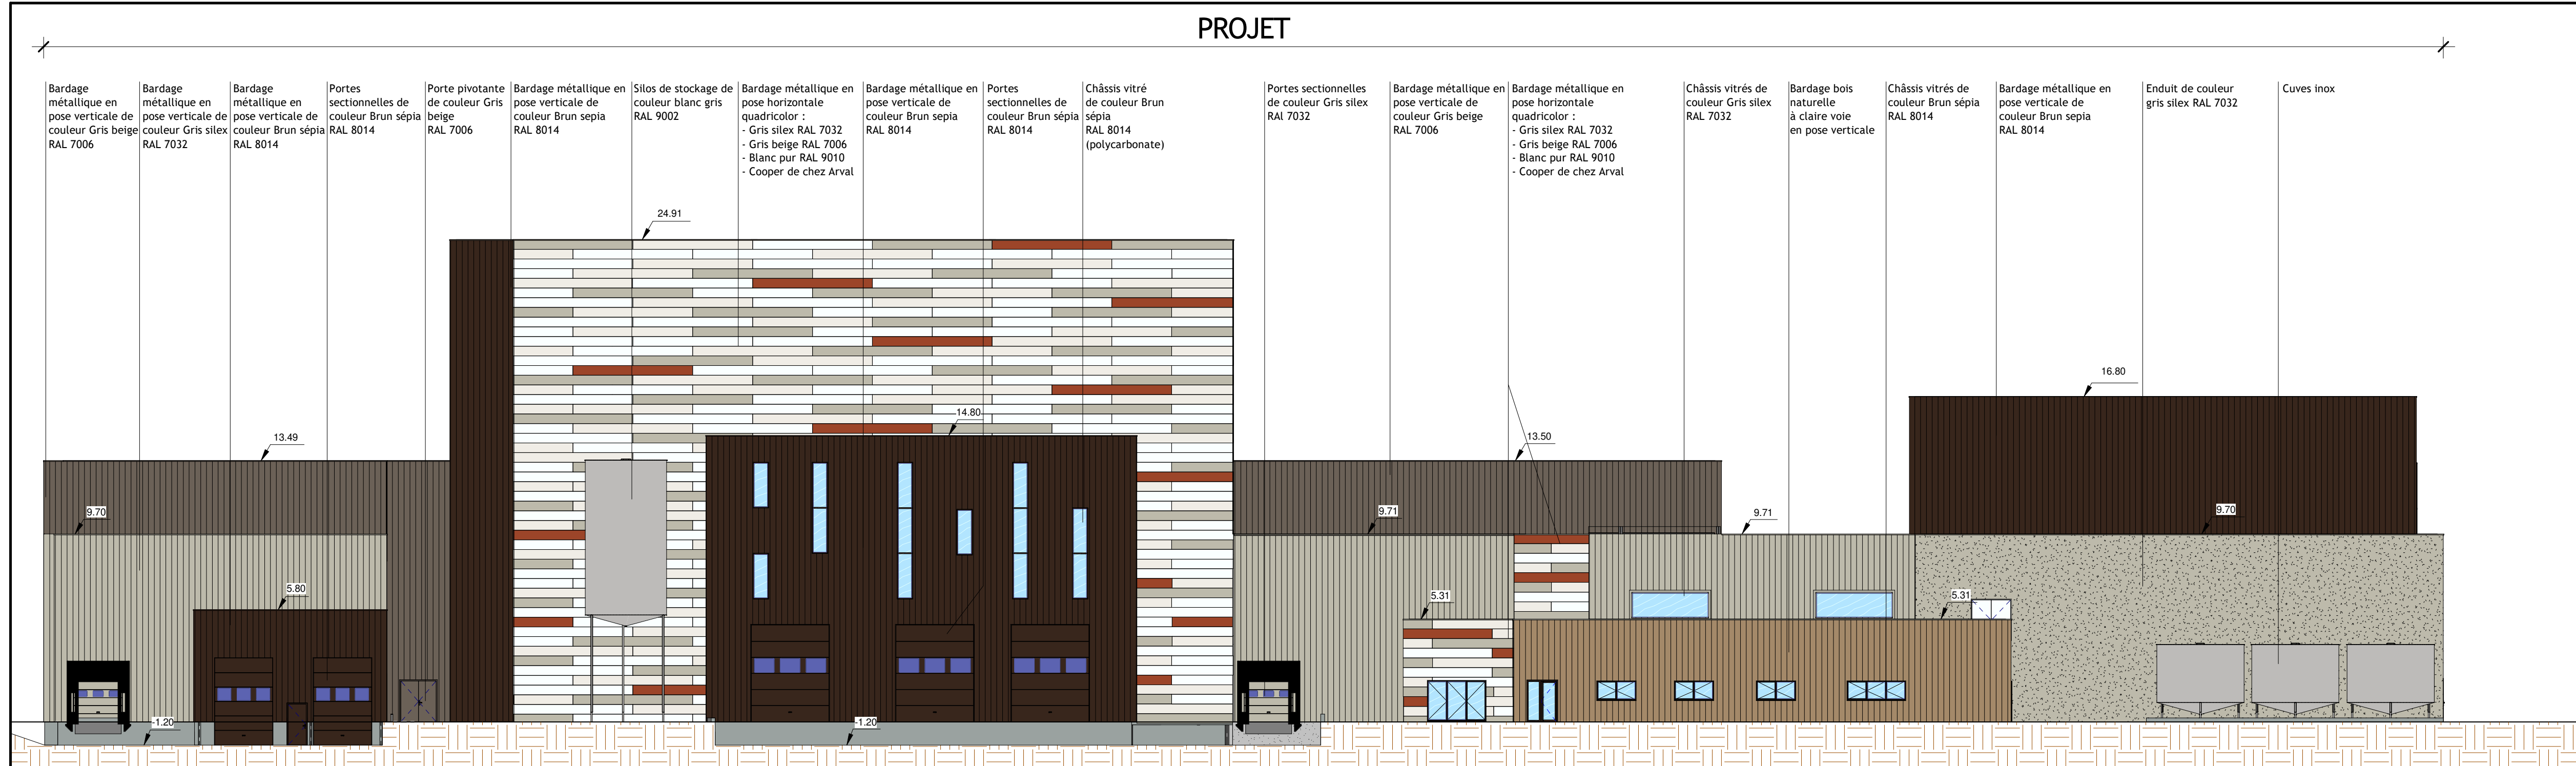 PROJET
Bardage
métallique en
pose verticale de
couleur Gris beige
RAL 7006
Bardage
métallique en
pose verticale de
couleur Gris silex
RAL 7032
Bardage
métallique en
pose verticale de
couleur Brun sépia
RAL 8014
Portes
sectionnelles de
couleur Brun sépia
RAL 8014
Porte pivotante
de couleur Gris
beige
RAL 7006
Bardage métallique en
pose verticale de
couleur Brun sepia
RAL 8014
Silos de stockage de
couleur blanc gris
RAL 9002
Bardage métallique en
pose horizontale
quadricolor :
- Gris silex RAL 7032
- Gris beige RAL 7006
- Blanc pur RAL 9010
- Cooper de chez Arval
Bardage métallique en
pose verticale de
couleur Brun sepia
RAL 8014
Portes
sectionnelles de
couleur Brun sépia
RAL 8014
Châssis vitré
de couleur Brun
sépia
RAL 8014
(polycarbonate)
Portes sectionnelles
de couleur Gris silex
RAl 7032
Bardage métallique en
pose verticale de
couleur Gris beige
RAL 7006
Bardage métallique en
pose horizontale
quadricolor :
- Gris silex RAL 7032
- Gris beige RAL 7006
- Blanc pur RAL 9010
- Cooper de chez Arval
Châssis vitrés de
couleur Gris silex
RAL 7032
Bardage bois
naturelle
à claire voie
en pose verticale
Châssis vitrés de
couleur Brun sépia
RAL 8014
Bardage métallique en
pose verticale de
couleur Brun sepia
RAL 8014
Enduit de couleur
gris silex RAL 7032
Cuves inox
24.91
16.80
14.80
13.49
13.50
9.70
9.71
9.71
9.70
5.80
5.31
5.31
-1.20
-1.20